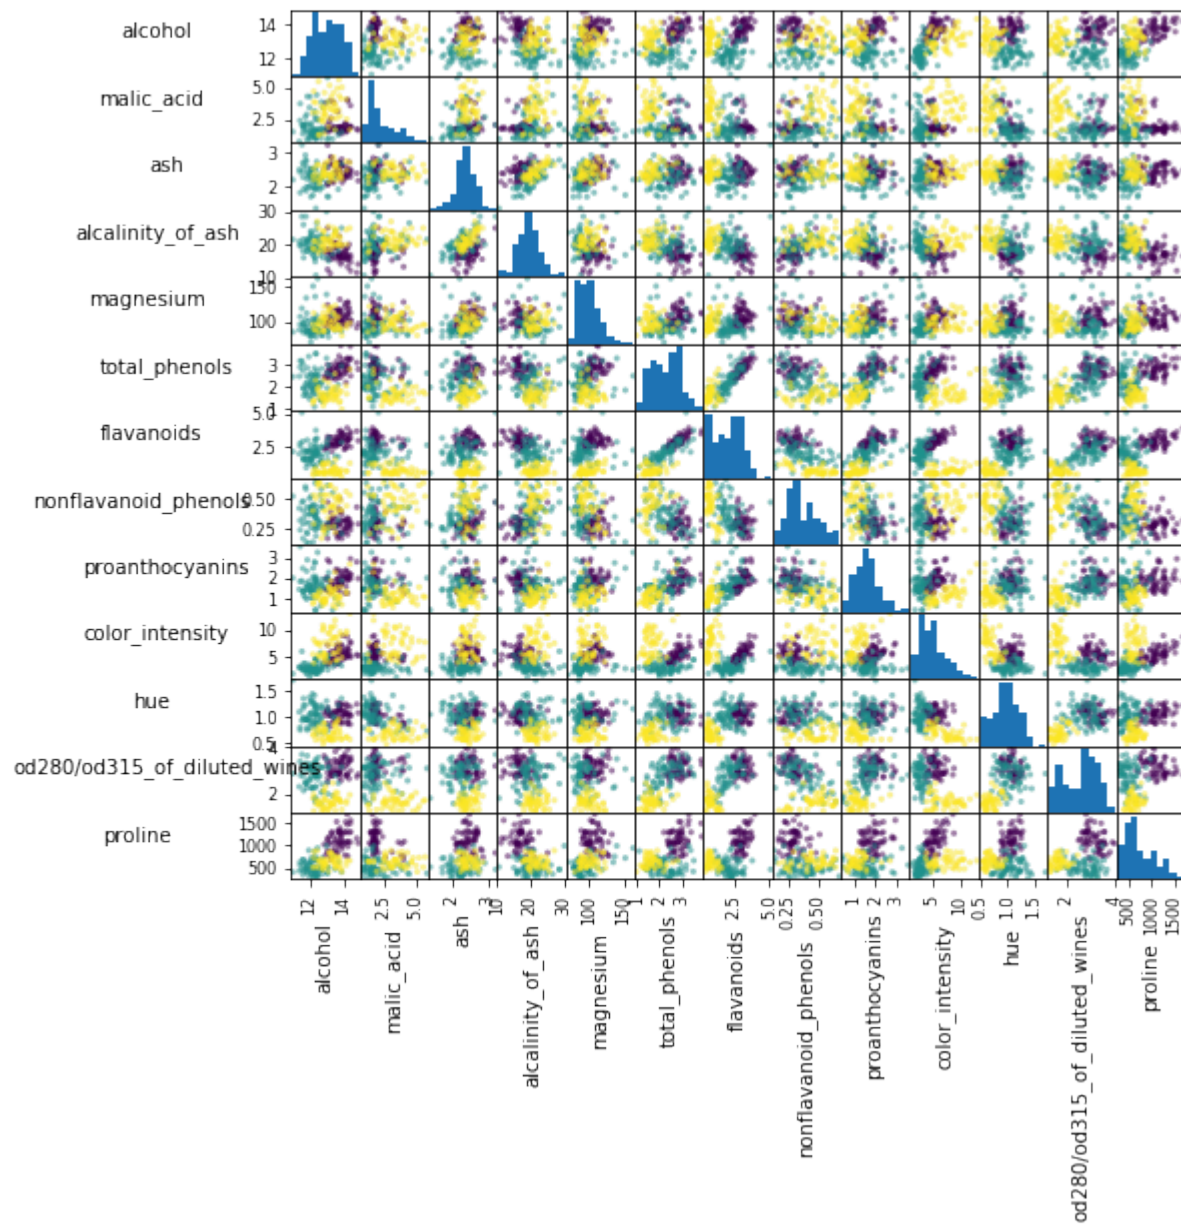 alcohol
14
12
malic_acid
5.0
2.5
ash
3
2
alcalinity_of_ash
30
20
10
magnesium
150
100
total_phenols
3
2
1
flavanoids
5.0
2.5
nonflavanoid_phenols
0.50
0.25
proanthocyanins
3
2
1
color_intensity
10
5
hue
1.5
1.0
0.5
od280/od315_of_diluted_wines
4
2
proline
1500
1000
500
12 14
2.5 5.0
2 3
10 20 30
100 150
1 2 3
2.5 5.0
0.25 0.50
1 2 3
5 10
0.5 1.0 1.5
2 4
500 1000 1500
alcohol
malic_acid
ash
alcalinity_of_ash
magnesium
total_phenols
flavanoids
nonflavanoid_phenols
proanthocyanins
color_intensity
hue
od280/od315_of_diluted_wines
proline